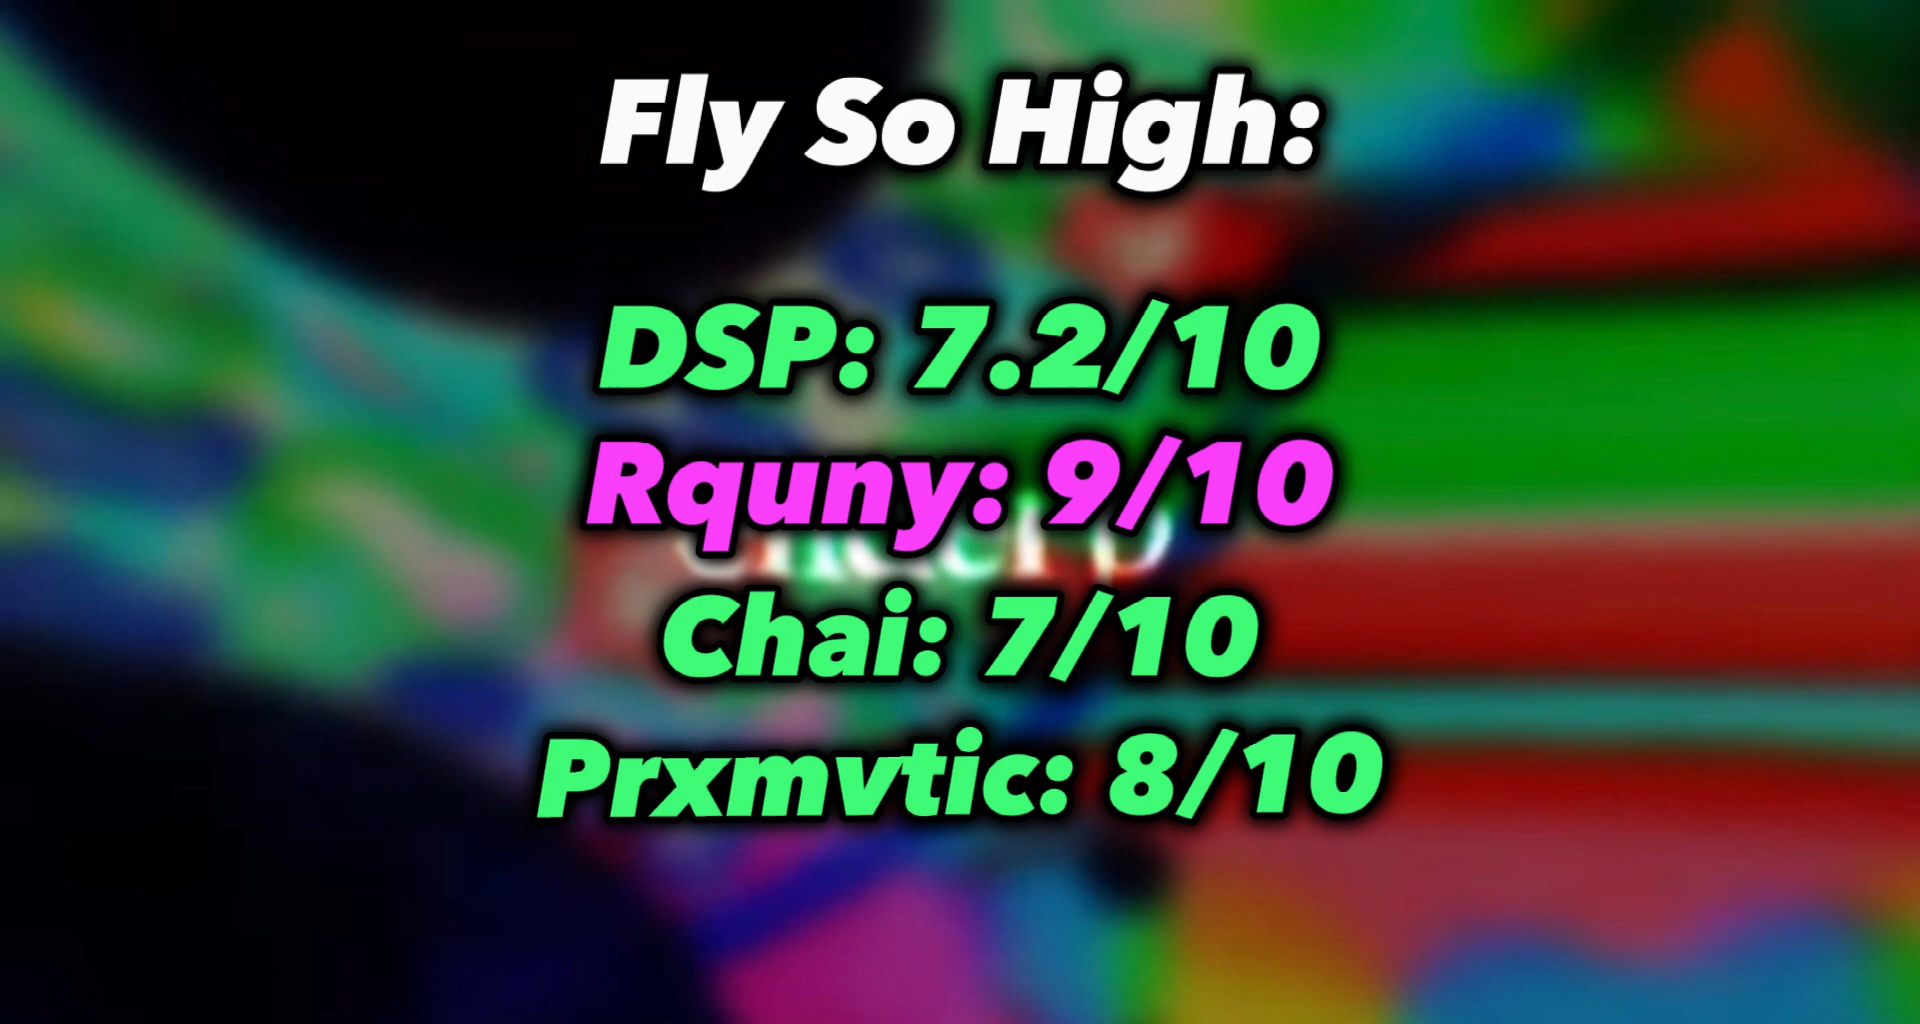 Fly So High:
DSP: 7.2/10
Rquny: 9/10
Chai: 7/10
Prxmvtic: 8/10